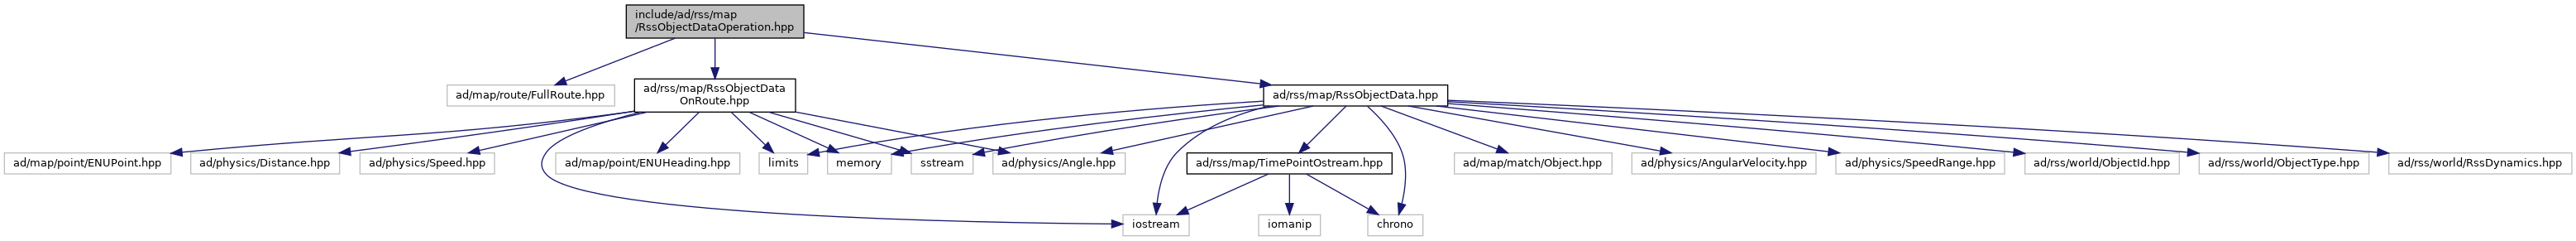 include/ad/rss/map
/RssObjectDataOperation.hpp
ad/map/route/FullRoute.hpp
ad/rss/map/RssObjectData
OnRoute.hpp
ad/rss/map/RssObjectData.hpp
ad/map/point/ENUPoint.hpp
ad/physics/Distance.hpp
ad/physics/Speed.hpp
ad/map/point/ENUHeading.hpp
limits
memory
sstream
ad/physics/Angle.hpp
ad/rss/map/TimePointOstream.hpp
ad/map/match/Object.hpp
ad/physics/AngularVelocity.hpp
ad/physics/SpeedRange.hpp
ad/rss/world/ObjectId.hpp
ad/rss/world/ObjectType.hpp
ad/rss/world/RssDynamics.hpp
iostream
iomanip
chrono